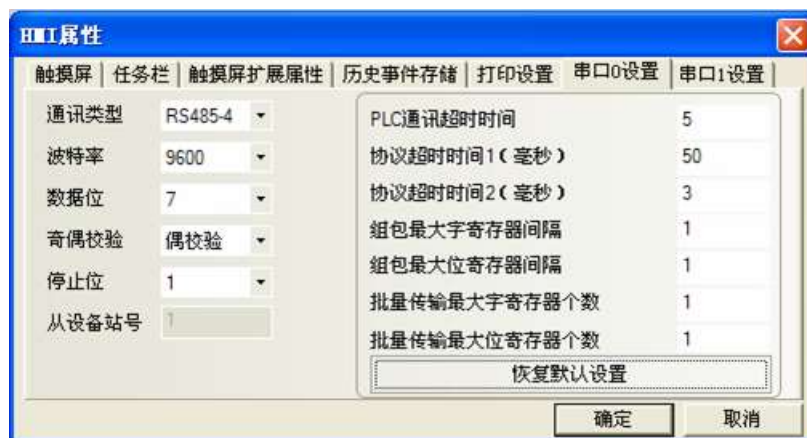 HMI属性
触摸屏 任务栏 触摸屏扩展属性 历史事件存储 打印设置 串口0设置 串口1设置
通讯类型 RS485-4
波特率 9600
数据位 7
奇偶校验 偶校验
停止位 1
从设备站号 1
PLC通讯超时时间 5
协议超时时间1(毫秒) 50
协议超时时间2(毫秒) 3
组包最大字寄存器间隔 1
组包最大位寄存器间隔 1
批量传输最大字寄存器个数 1
批量传输最大位寄存器个数 1
恢复默认设置
确定 取消